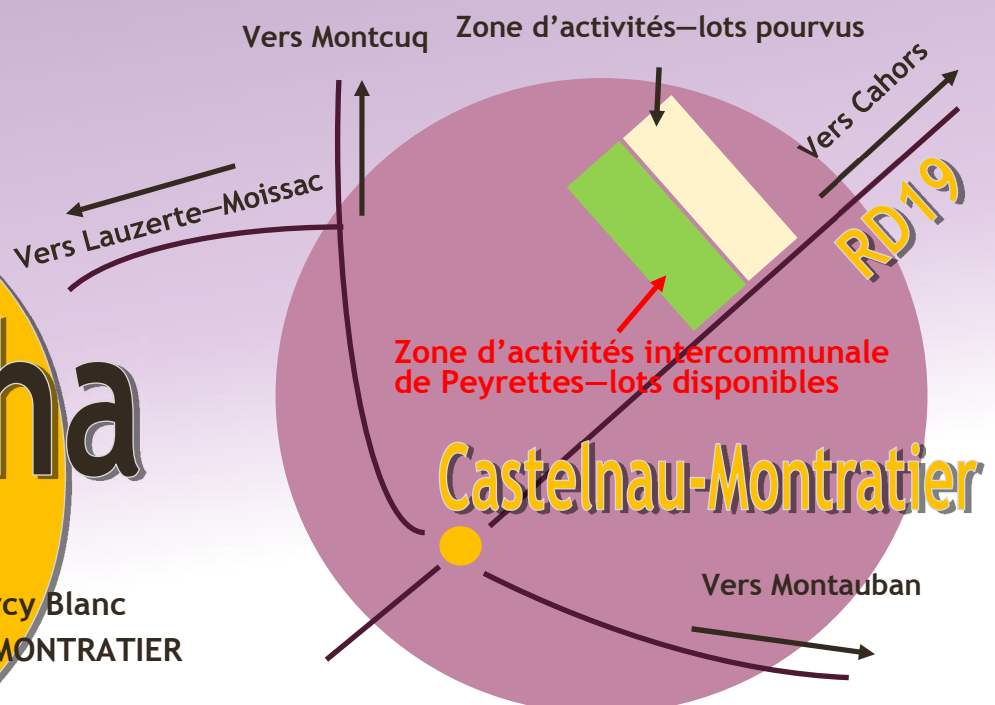 Vers Montcuq
Zone d'activités—lots pourvus
Vers Cahors
Vers Lauzerte—Moissac
RD19
Zone d'activités intercommunale
de Peyrettes—lots disponibles
ha
Castelnau-Montratier
Vers Montauban
rcy Blanc
MONTRATIER